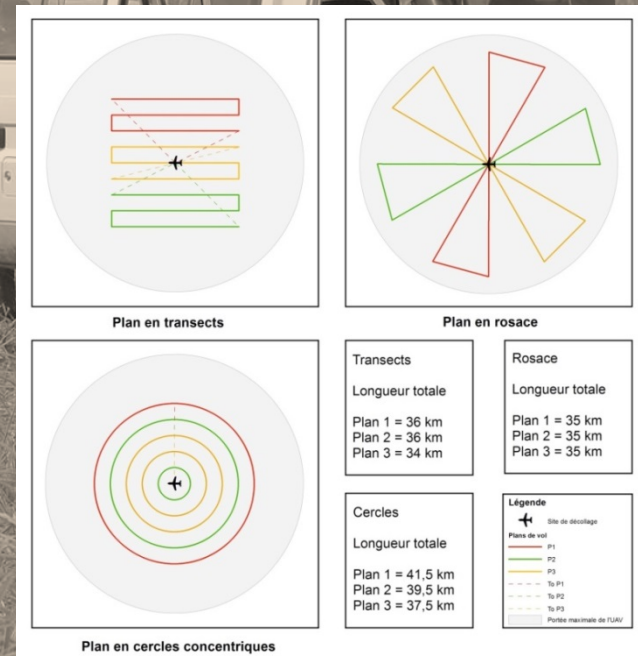 Plan en transects
Plan en rosace
Plan en cercles concentriques
Transects
Longueur totale
Plan 1 = 36 km
Plan 2 = 36 km
Plan 3 = 34 km
Rosace
Longueur totale
Plan 1 = 35 km
Plan 2 = 35 km
Plan 3 = 35 km
Cercles
Longueur totale
Plan 1 = 41,5 km
Plan 2 = 39,5 km
Plan 3 = 37,5 km
Légende
Site de décollage
Plans de vol
P1
P2
P3
To P1
To P2
To P3
Portée maximale de l'UAV